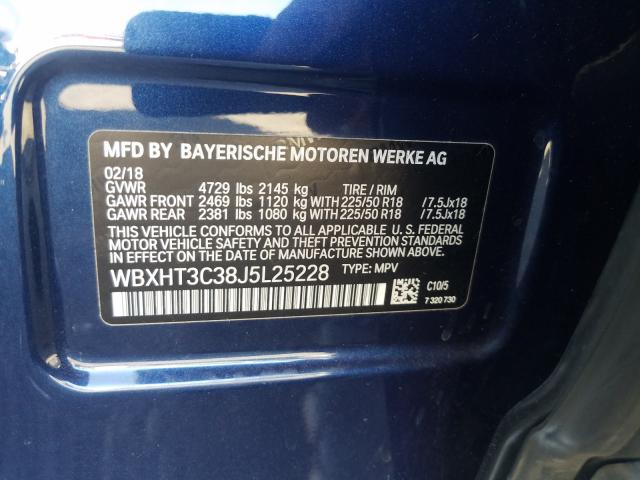 MFD BY BAYERISCHE MOTOREN WERKE AG
02/18
GVWR 4729 lbs 2145 kg TIRE / RIM
GAWR FRONT 2469 lbs 1120 kg WITH 225/50 R18 /7.5Jx18
GAWR REAR 2381 lbs 1080 kg WITH 225/50 R18 /7.5Jx18
THIS VEHICLE CONFORMS TO ALL APPLICABLE U. S. FEDERAL
MOTOR VEHICLE SAFETY AND THEFT PREVENTION STANDARDS
IN EFFECT ON THE DATE OF MANUFACTURE SHOWN ABOVE.
WBXHT3C38J5L25228 TYPE: MPV
C10/5
7 320 730